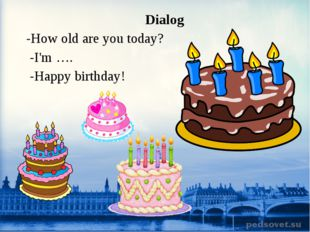 Dialog
-How old are you today?
-I'm ….
-Happy birthday!
pedsovet.su